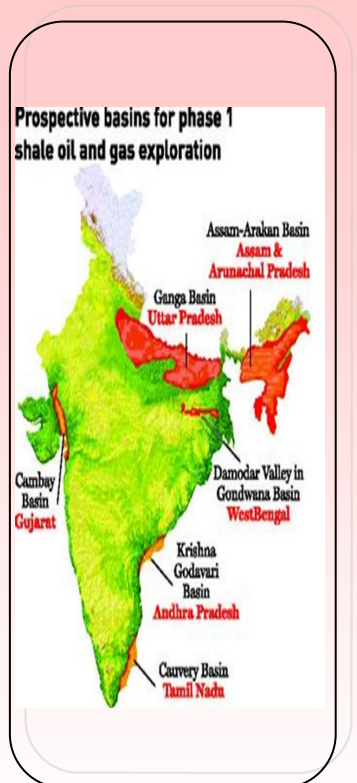 Prospective basins for phase 1
shale oil and gas exploration
Assam-Arakan Basin
Assam &
Arunachal Pradesh
Ganga Basin
Uttar Pradesh
Damodar Valley in
Gondwana Basin
WestBengal
Cambay
Basin
Gujarat
Krishna
Godavari
Basin
Andhra Pradesh
Cauvery Basin
Tamil Nadu